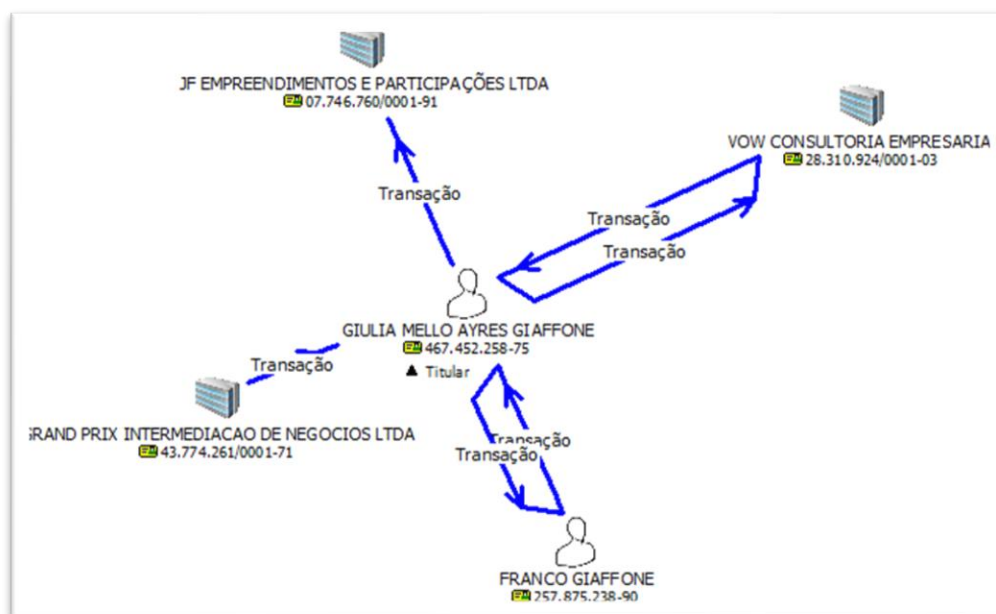 JF EMPREENDIMENTOS E PARTICIPAÇÕES LTDA
07.746.760/0001-91
VOW CONSULTORIA EMPRESARIA
28.310.924/0001-03
Transação
Transação
Transação
GIULIA MELLO AYRES GIAFFONE
467.452.258-75
▲ Titular
Transação
GRAND PRIX INTERMEDIACAO DE NEGOCIOS LTDA
43.774.261/0001-71
Transação
Transação
FRANCO GIAFFONE
257.875.238-90